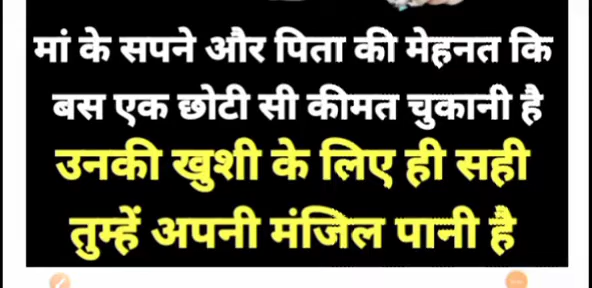 मां के सपने और पिता की मेहनत कि
बस एक छोटी सी कीमत चुकानी है
उनकी खुशी के लिए ही सही
तुम्हें अपनी मंजिल पानी है